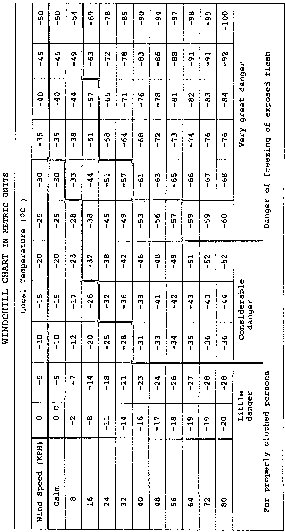 WINDCHILL CHART IN METRIC UNITS
Local Temperature (°C)
Wind Speed (KPH) 0 -5 -10 -15 -20 -25 -30 -35 -40 -45 -50
Calm 0 -5 -10 -15 -20 -25 -30 -35 -40 -45 -50
8 -2 -7 -12 -17 -23 -28 -33 -38 -44 -49 -54
16 -8 -14 -20 -26 -32 -38 -44 -51 -57 -63 -69
24 -11 -18 -25 -32 -38 -45 -65 -72 -78
32 -14 -21 -28 -36 -42 -49 -57 -64 -71 -78 -85
40 -16 -23 -31 -46 -53 -61 -68 -76 -83 -90
48 -17 -24 -33 -41 -48 -56 -63 -72 -78 -86 -94
56 -18 -26 -34 -42 -49 -57 -65 -73 -81 -88 -97
64 -19 -27 -35 -43 -51 -59 -66 -74 -82 -91 -98
72 -19 -28 -36 -43 -52 -59 -67 -76 -83 -91 -99
80 -20 -28 -36 -44 -52 -60 -68 -76 -84 -92 -100
Little danger
Considerable danger
Very great danger
For properly clothed persons
Danger of freezing of exposed flesh